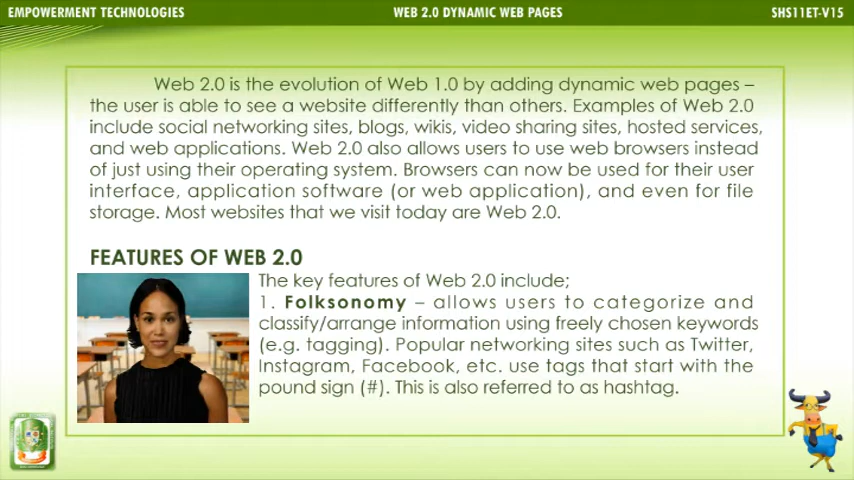 EMPOWERMENT TECHNOLOGIES
WEB 2.0 DYNAMIC WEB PAGES
SHS11ET-V15
Web 2.0 is the evolution of Web 1.0 by adding dynamic web pages –
the user is able to see a website differently than others. Examples of Web 2.0
include social networking sites, blogs, wikis, video sharing sites, hosted services,
and web applications. Web 2.0 also allows users to use web browsers instead
of just using their operating system. Browsers can now be used for their user
interface, application software (or web application), and even for file
storage. Most websites that we visit today are Web 2.0.
FEATURES OF WEB 2.0
The key features of Web 2.0 include;
1. Folksonomy – allows users to categorize and
classify/arrange information using freely chosen keywords
(e.g. tagging). Popular networking sites such as Twitter,
Instagram, Facebook, etc. use tags that start with the
pound sign (#). This is also referred to as hashtag.